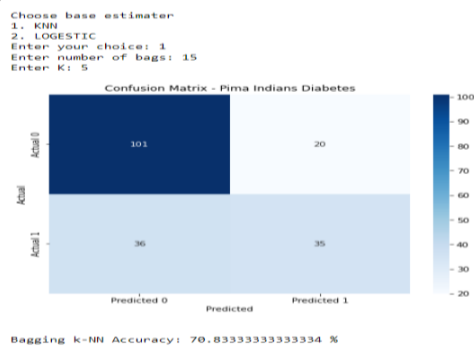 Choose base estimater
1. KNN
2. LOGESTIC
Enter your choice: 1
Enter number of bags: 15
Enter K: 5
Confusion Matrix - Pima Indians Diabetes
Actual 0
101
20
Actual
Actual 1
36
35
Predicted 0
Predicted 1
Predicted
100
90
80
70
60
50
40
30
20
Bagging k-NN Accuracy: 70.83333333333334 %